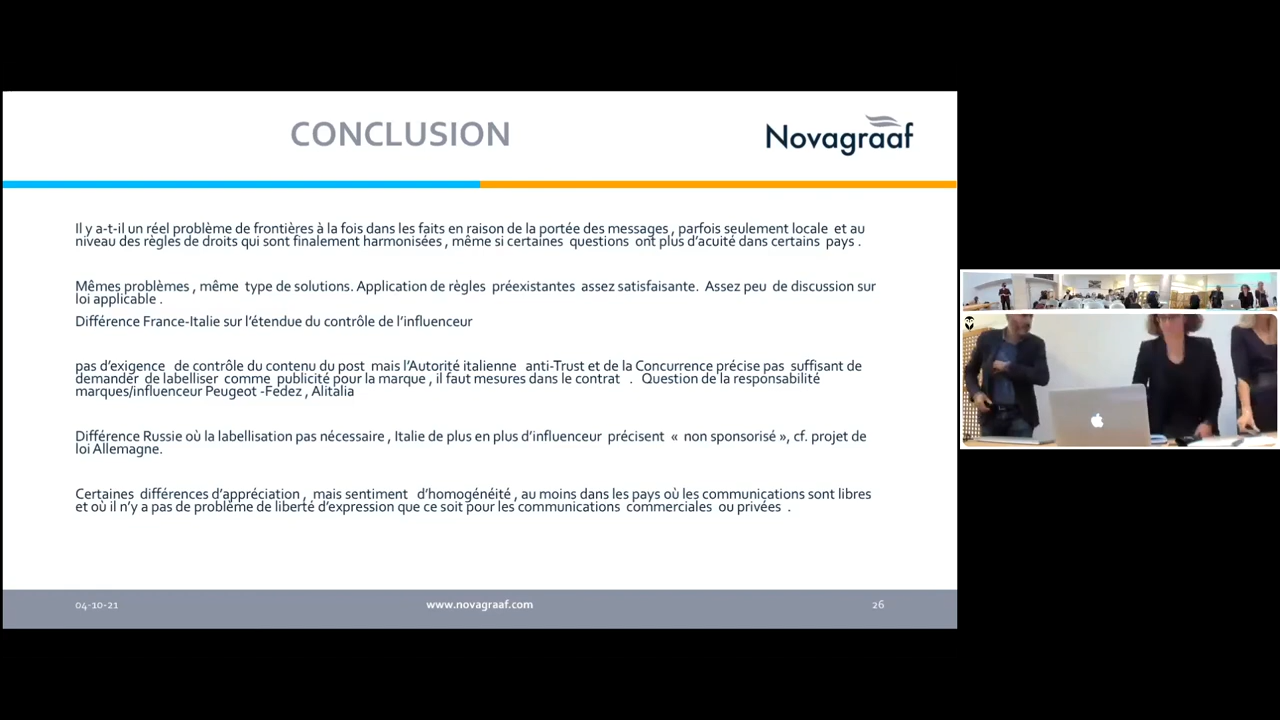 CONCLUSION
Novagraaf
Il y a-t-il un réel problème de frontières à la fois dans les faits en raison de la portée des messages , parfois seulement locale et au
niveau des règles de droits qui sont finalement harmonisées , même si certaines questions ont plus d'acuité dans certains pays .
Mêmes problèmes , même type de solutions. Application de règles préexistantes assez satisfaisante. Assez peu de discussion sur
loi applicable .
Différence France-Italie sur l'étendue du contrôle de l'influenceur
pas d'exigence de contrôle du contenu du post mais l'Autorité italienne anti-Trust et de la Concurrence précise pas suffisant de
demander de labelliser comme publicité pour la marque , il faut mesures dans le contrat . Question de la responsabilité
marques/influenceur Peugeot -Fedez , Alitalia
Différence Russie où la labellisation pas nécessaire , Italie de plus en plus d'influenceur précisent « non sponsorisé », cf. projet de
loi Allemagne.
Certaines différences d'appréciation , mais sentiment d'homogénéité , au moins dans les pays où les communications sont libres
et où il n'y a pas de problème de liberté d'expression que ce soit pour les communications commerciales ou privées .
04-10-21
www.novagraaf.com
26